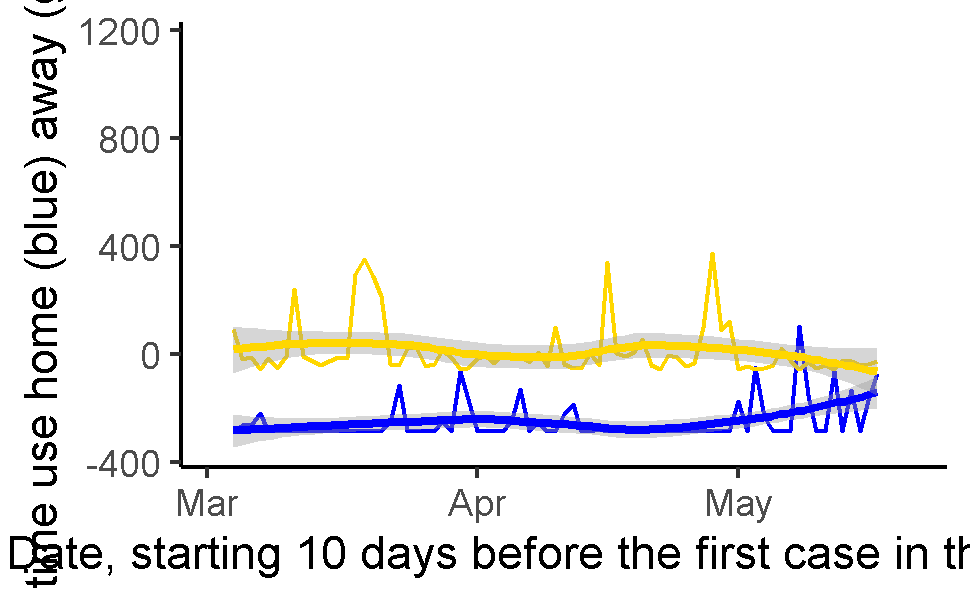 1200
800
400
0
-400
Mar Apr May
Date, starting 10 days before the first case in th
time use home (blue) away (